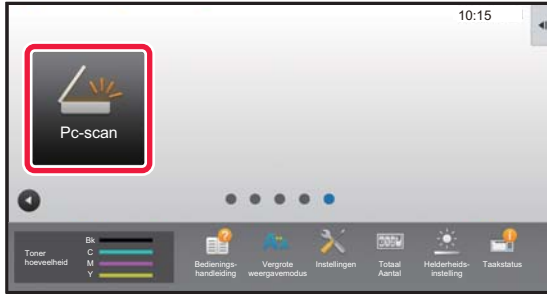 10:15
Pc-scan
Toner
hoeveelheid
Bk
C
M
Y
Bedienings-
handleiding
Vergrote
weergavemodus
Instellingen
Totaal
Aantal
Helderheids-
instelling
Taakstatus